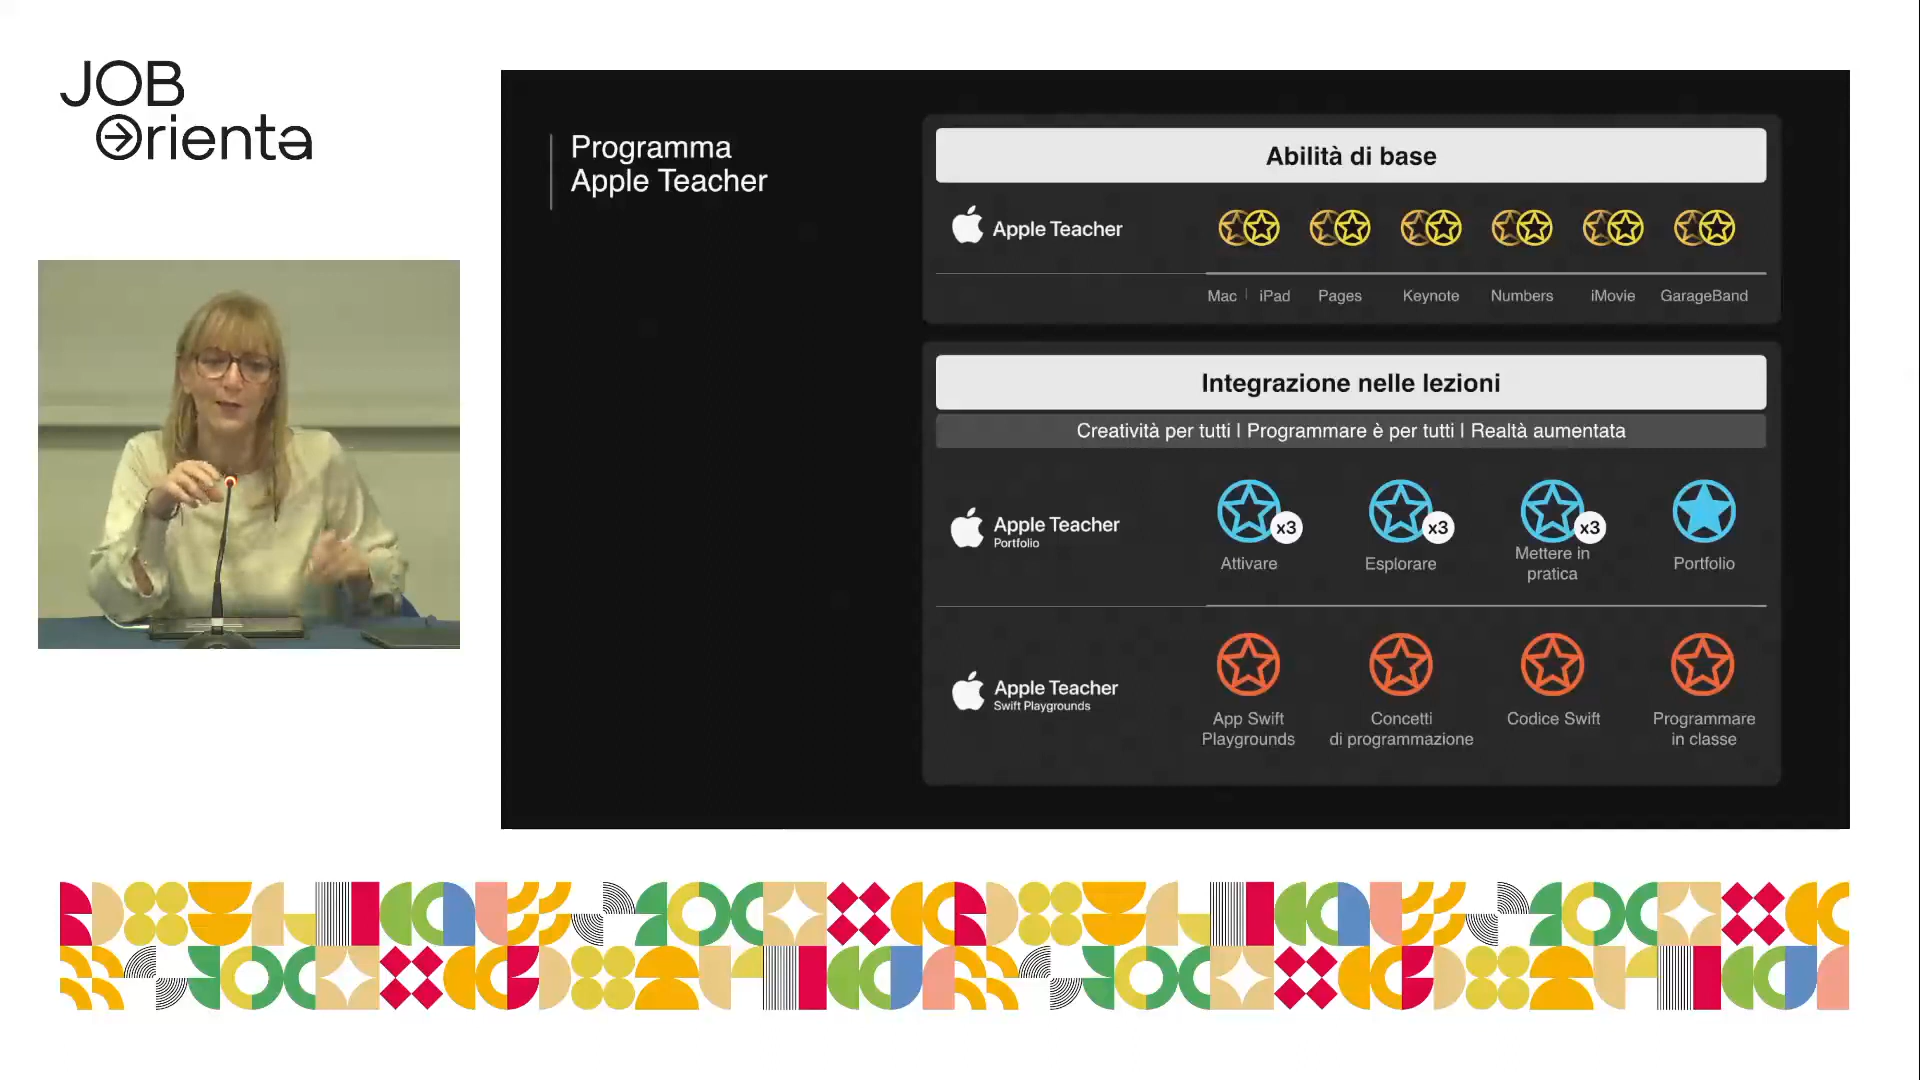 JOB
Orienta
Programma
Apple Teacher
Abilità di base
Apple Teacher
Mac | iPad Pages Keynote Numbers iMovie GarageBand
Integrazione nelle lezioni
Creatività per tutti | Programmare è per tutti | Realtà aumentata
Apple Teacher
Portfolio
x3 x3 x3
Attivare Esplorare Mettere in pratica Portfolio
Apple Teacher
Swift Playgrounds
App Swift Playgrounds
Concetti di programmazione
Codice Swift
Programmare in classe